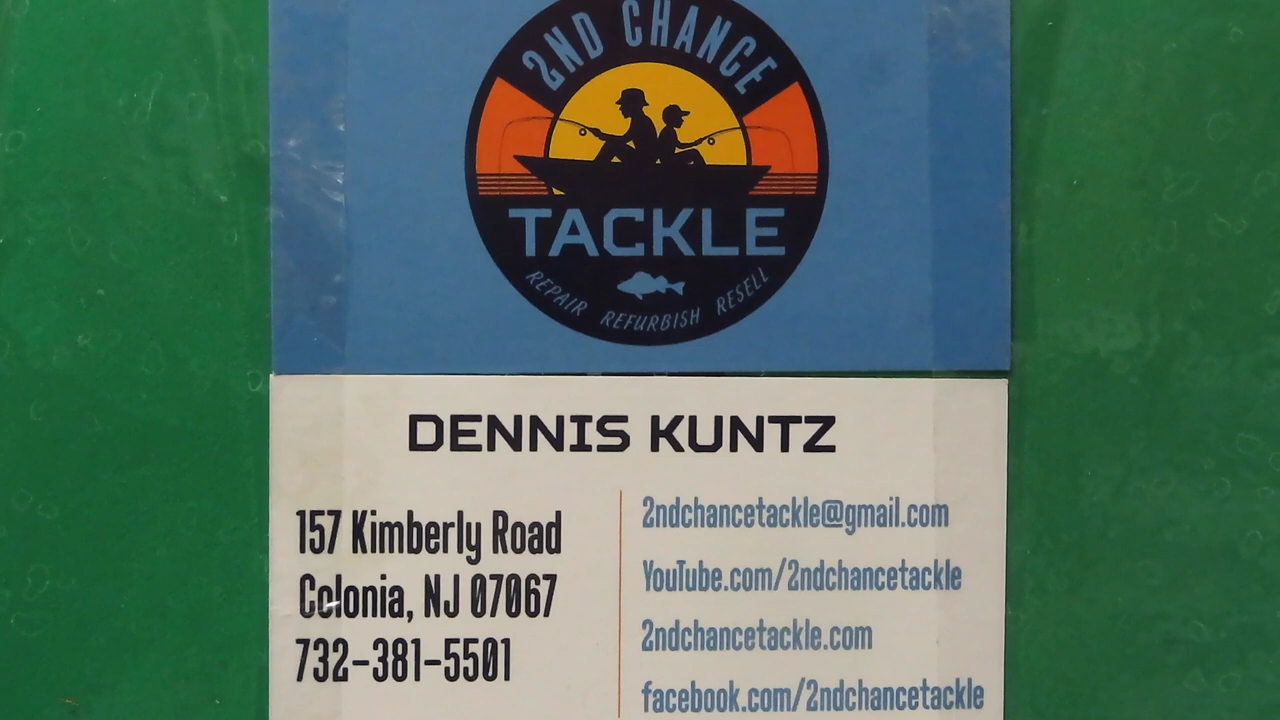 2ND CHANCE
TACKLE
REPAIR REFURBISH RESELL
DENNIS KUNTZ
157 Kimberly Road
Colonia, NJ 07067
732-381-5501
2ndchancetackle@gmail.com
YouTube.com/2ndchancetackle
2ndchancetackle.com
facebook.com/2ndchancetackle